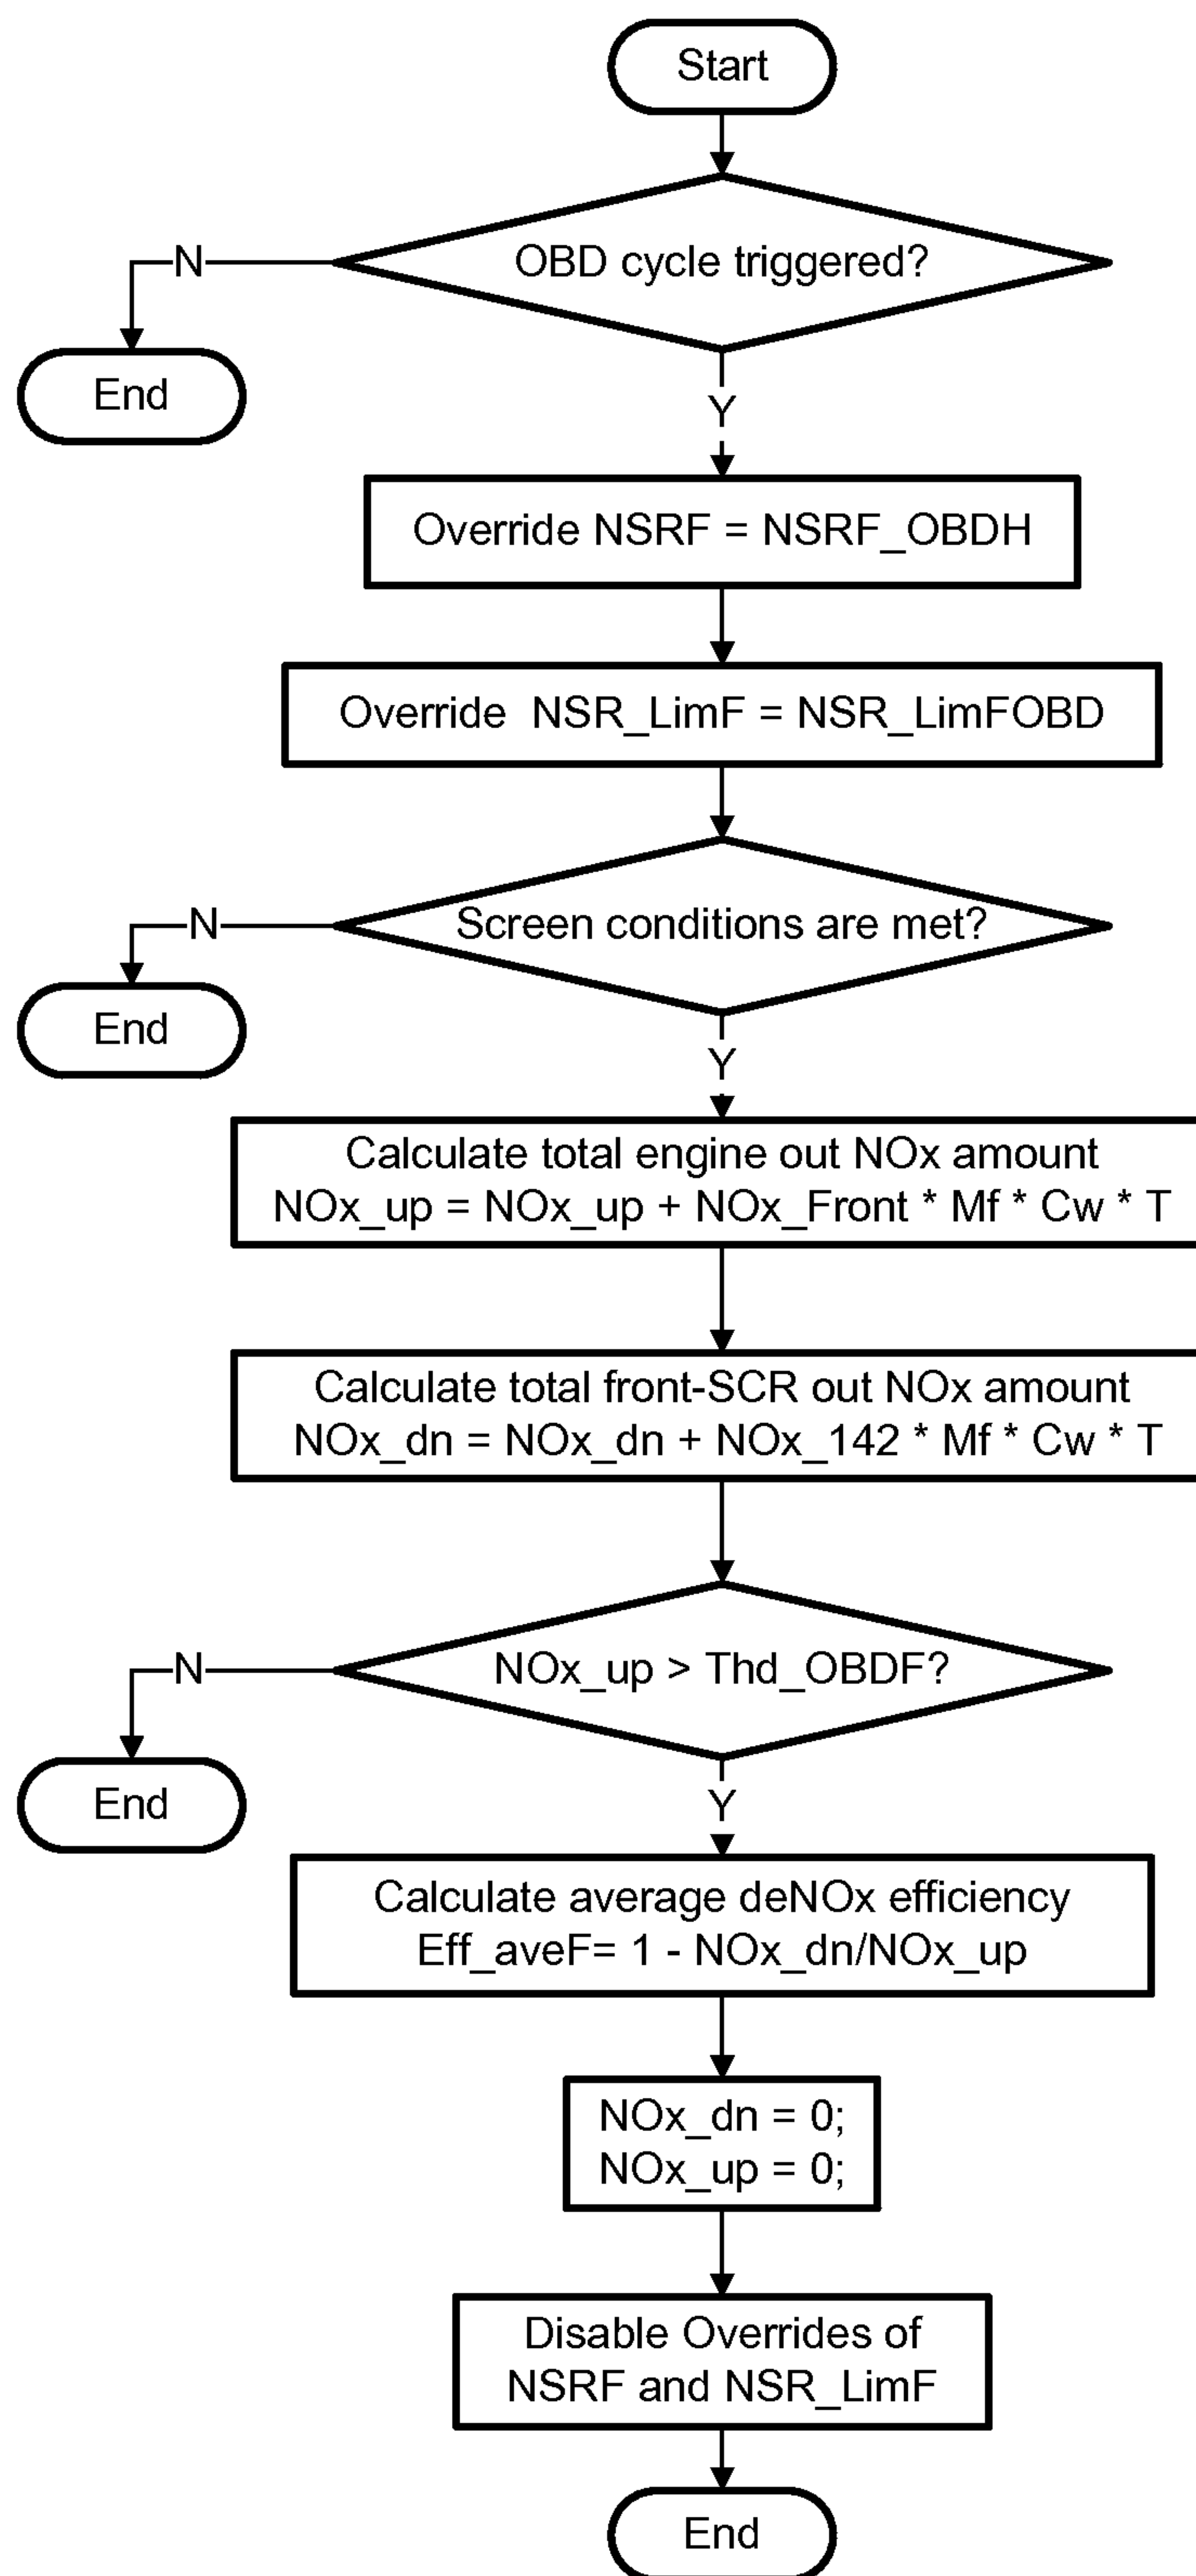 Start
OBD cycle triggered?
N
End
Y
Override NSRF = NSRF_OBDH
Override NSR_LimF = NSR_LimFOBD
Screen conditions are met?
N
End
Y
Calculate total engine out NOx amount
NOx_up = NOx_up + NOx_Front * Mf * Cw * T
Calculate total front-SCR out NOx amount
NOx_dn = NOx_dn + NOx_142 * Mf * Cw * T
NOx_up > Thd_OBDF?
N
End
Y
Calculate average deNOx efficiency
Eff_aveF= 1 - NOx_dn/NOx_up
NOx_dn = 0;
NOx_up = 0;
Disable Overrides of
NSRF and NSR_LimF
End